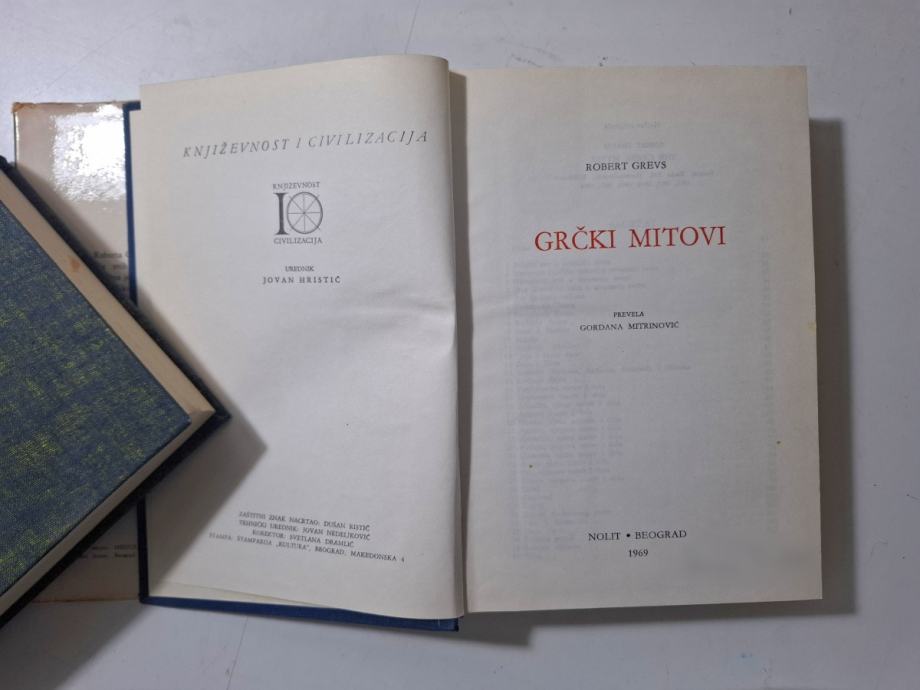 KNJIŽEVNOST I CIVILIZACIJA
KNJIŽEVNOST
CIVILIZACIJA
UREDNIK
JOVAN HRISTIĆ
ZAŠTITNI ZNAK NACRTAO: DUŠAN RISTIĆ
TEHNIČKI UREDNIK: JOVAN NEDELJKOVIĆ
KOREKTOR: SVETLANA DRAMLIĆ
ŠTAMPA: ŠTAMPARIJA „KULTURA", BEOGRAD, MAKEDONSKA 4
ROBERT GREVS
GRČKI MITOVI
PREVELA
GORDANA MITRINOVIĆ
NOLIT • BEOGRAD
1969